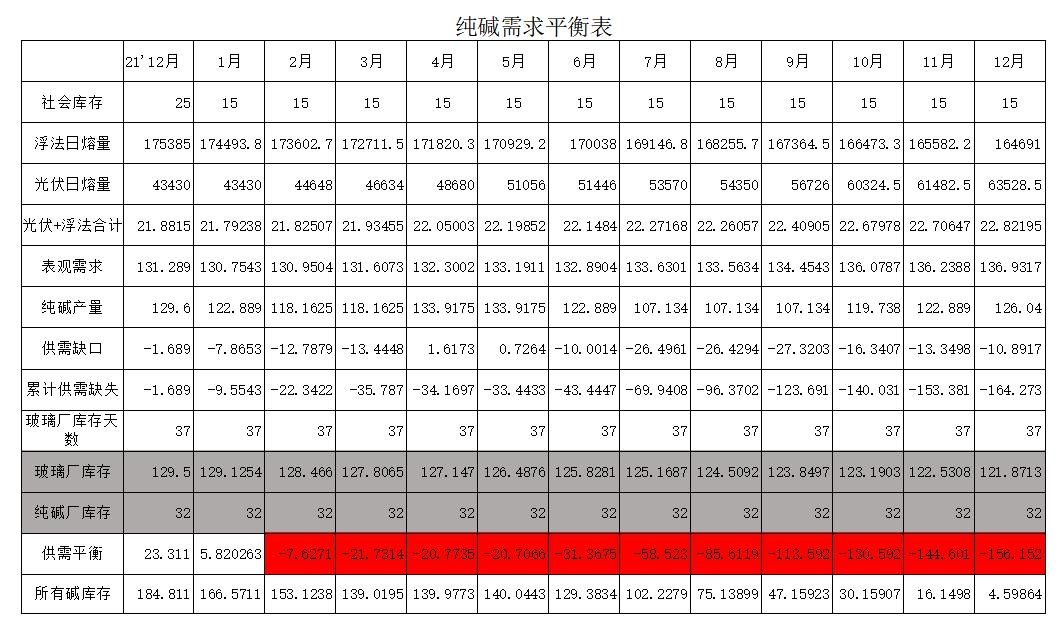 纯碱需求平衡表
21'12月 1月 2月 3月 4月 5月 6月 7月 8月 9月 10月 11月 12月
社会库存 25 15 15 15 15 15 15 15 15 15 15 15 15
浮法日熔量 175385 174493.8 173602.7 172711.5 171820.3 170929.2 170038 169146.8 168255.7 167364.5 166473.3 165582.2 164691
光伏日熔量 43430 43430 44648 46634 48680 51056 51446 53570 54350 56726 60324.5 61482.5 63528.5
光伏+浮法合计 21.8815 21.79238 21.82507 21.93455 22.05003 22.19852 22.1484 22.27168 22.26057 22.40905 22.67978 22.70647 22.82195
表观需求 131.289 130.7543 130.9504 131.6073 132.3002 133.1911 132.8904 133.6301 133.5634 134.4543 136.0787 136.2388 136.9317
纯碱产量 129.6 122.889 118.1625 118.1625 133.9175 133.9175 122.889 107.134 107.134 107.134 119.738 122.889 126.04
供需缺口 -1.689 -7.8653 -12.7879 -13.4448 1.6173 0.7264 -10.0014 -26.4961 -26.4294 -27.3203 -16.3407 -13.3498 -10.8917
累计供需缺失 -1.689 -9.5543 -22.3422 -35.787 -34.1697 -33.4433 -43.4447 -69.9408 -96.3702 -123.691 -140.031 -153.381 -164.273
玻璃厂库存天
数 37 37 37 37 37 37 37 37 37 37 37 37 37
玻璃厂库存 129.5 129.1254 128.466 127.8065 127.147 126.4876 125.8281 125.1687 124.5092 123.8497 123.1903 122.5308 121.8713
纯碱厂库存 32 32 32 32 32 32 32 32 32 32 32 32 32
供需平衡 23.311 5.820263 -7.6271 -21.7314 -20.7735 -20.7066 -31.3675 -58.523 -85.6119 -113.592 -130.592 -144.601 -156.152
所有碱库存 184.811 166.5711 153.1238 139.0195 139.9773 140.0443 129.3834 102.2279 75.13899 47.15923 30.15907 16.1498 4.59864